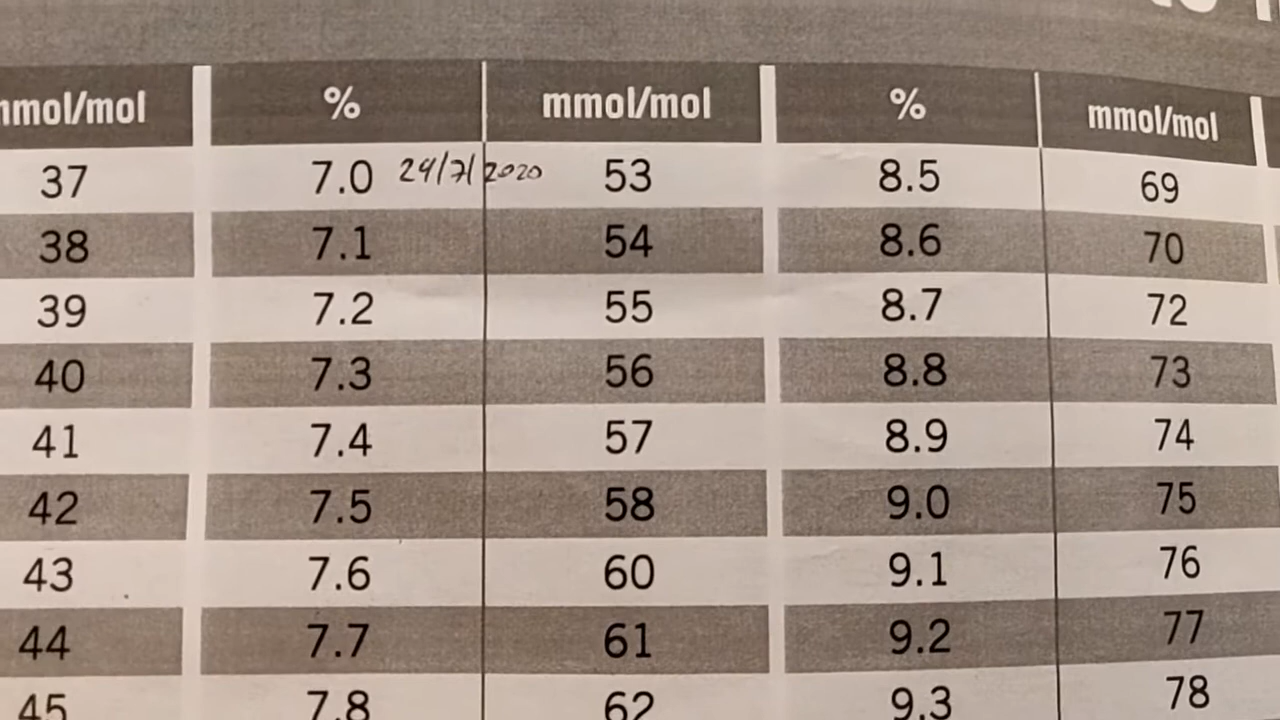 mmol/mol % mmol/mol % mmol/mol
37 7.0 24/7/2020 53 8.5 69
38 7.1 54 8.6 70
39 7.2 55 8.7 72
40 7.3 56 8.8 73
41 7.4 57 8.9 74
42 7.5 58 9.0 75
43 7.6 60 9.1 76
44 7.7 61 9.2 77
45 7.8 62 9.3 78